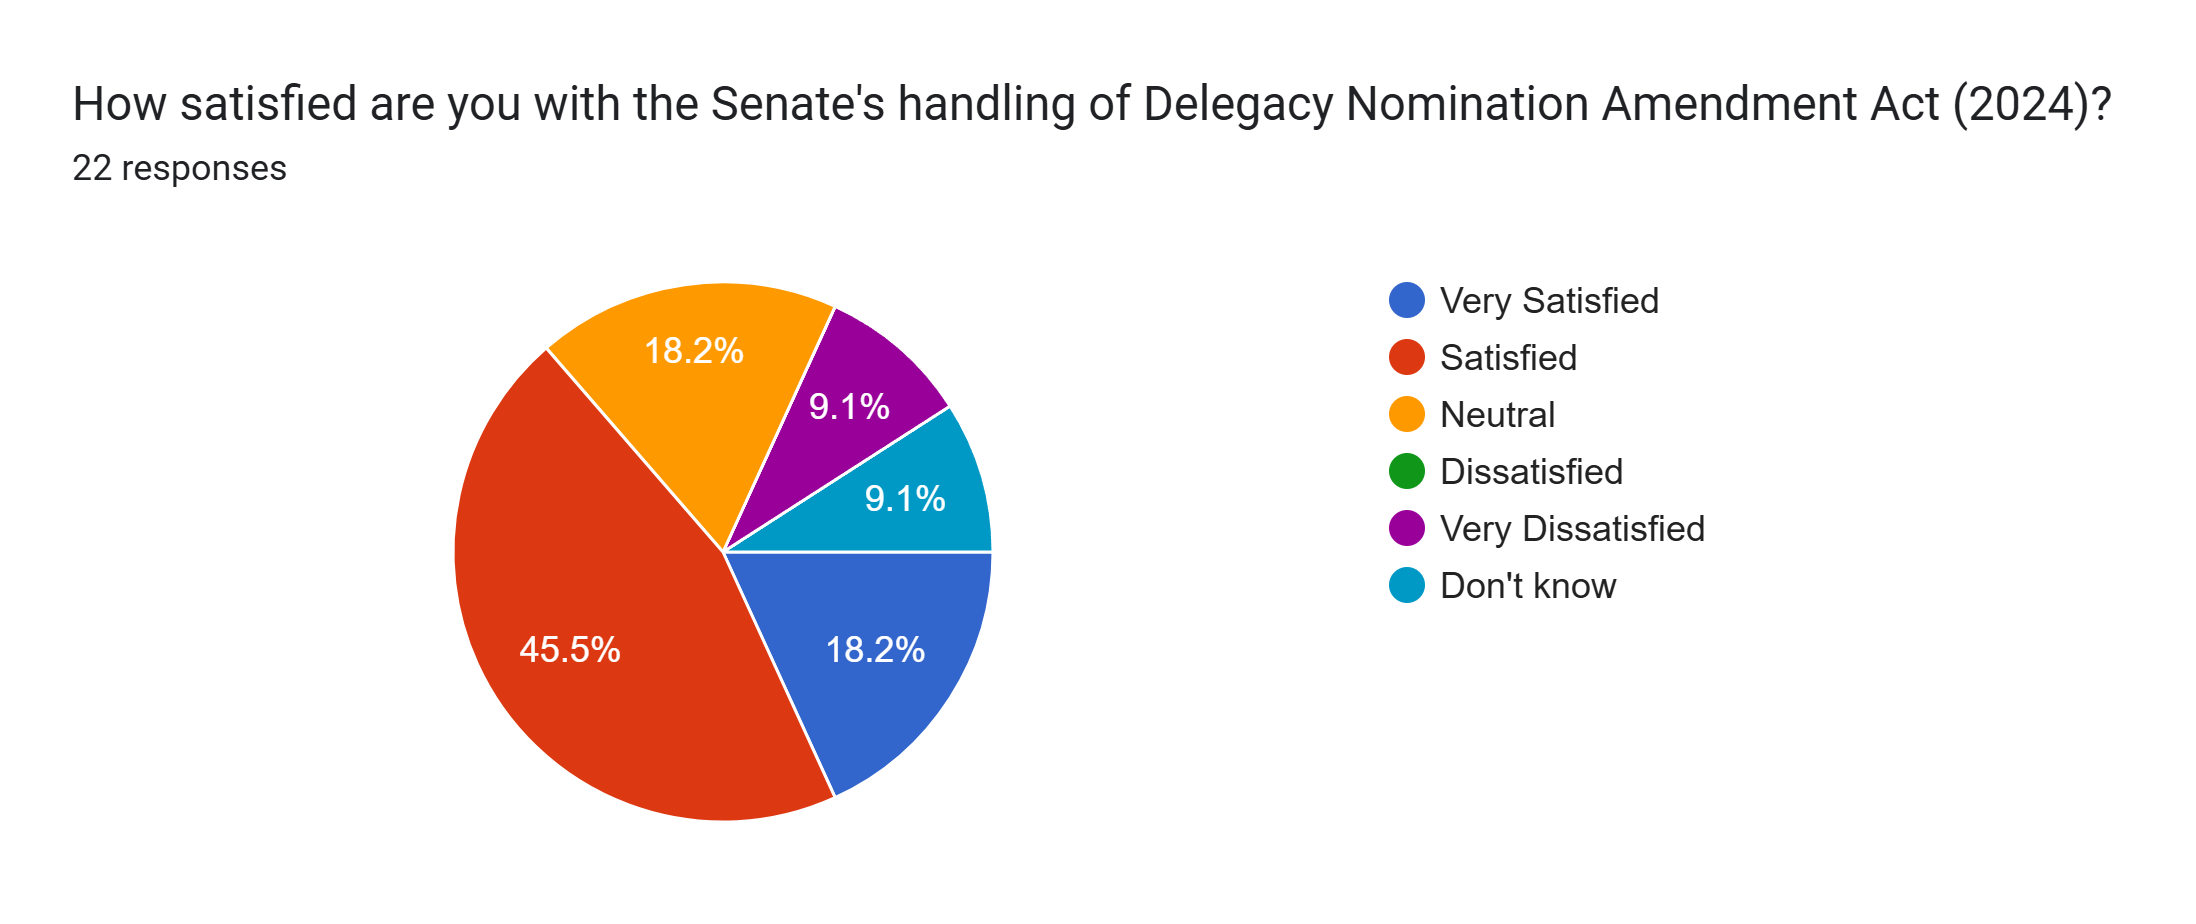 How satisfied are you with the Senate's handling of Delegacy Nomination Amendment Act (2024)?
22 responses
18.2%
9.1%
9.1%
45.5%
18.2%
Very Satisfied
Satisfied
Neutral
Dissatisfied
Very Dissatisfied
Don't know